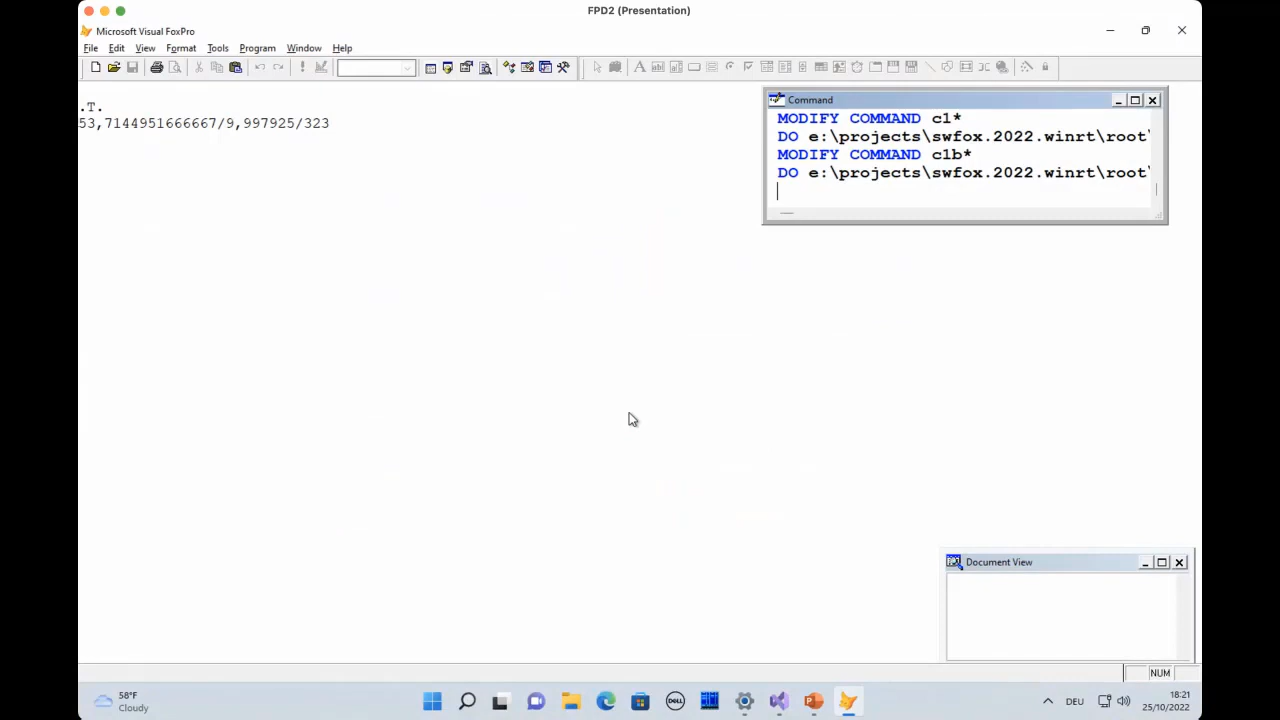 FPD2 (Presentation)
Microsoft Visual FoxPro
File Edit View Format Tools Program Window Help
.T.
53,7144951666667/9,997925/323
Command
MODIFY COMMAND c1*
DO e:\projects\swfox.2022.winrt\root\
MODIFY COMMAND c1b*
DO e:\projects\swfox.2022.winrt\root\
Document View
NUM
58°F
Cloudy
DELL
DEU
18:21
25/10/2022